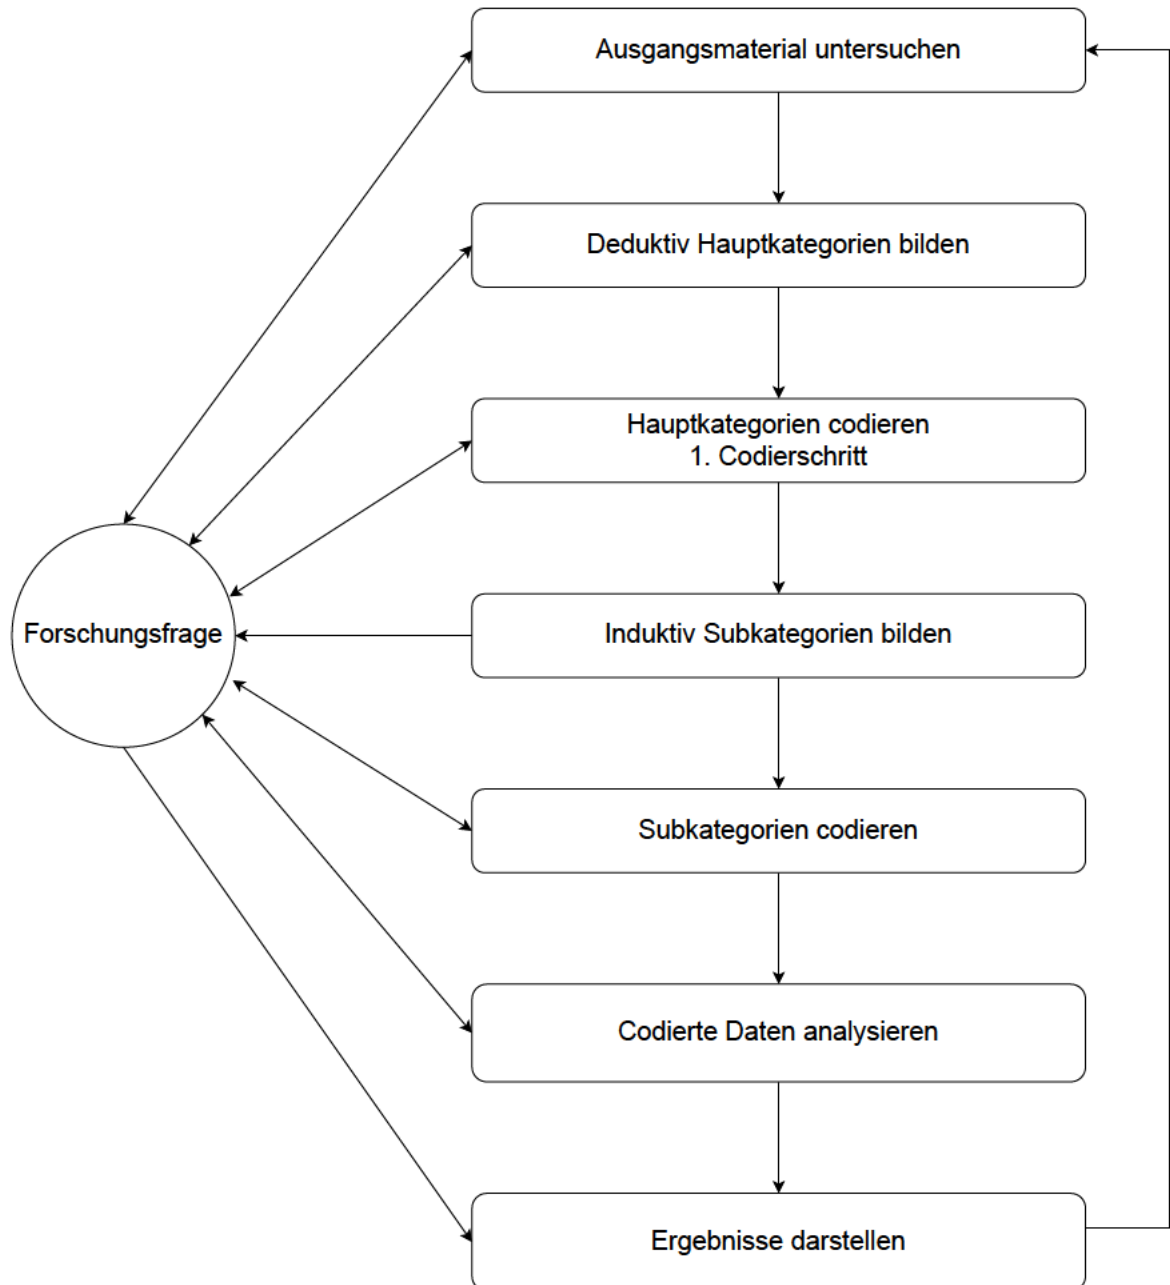 Ausgangsmaterial untersuchen
Deduktiv Hauptkategorien bilden
Hauptkategorien codieren
1. Codierschritt
Forschungsfrage
Induktiv Subkategorien bilden
Subkategorien codieren
Codierte Daten analysieren
Ergebnisse darstellen